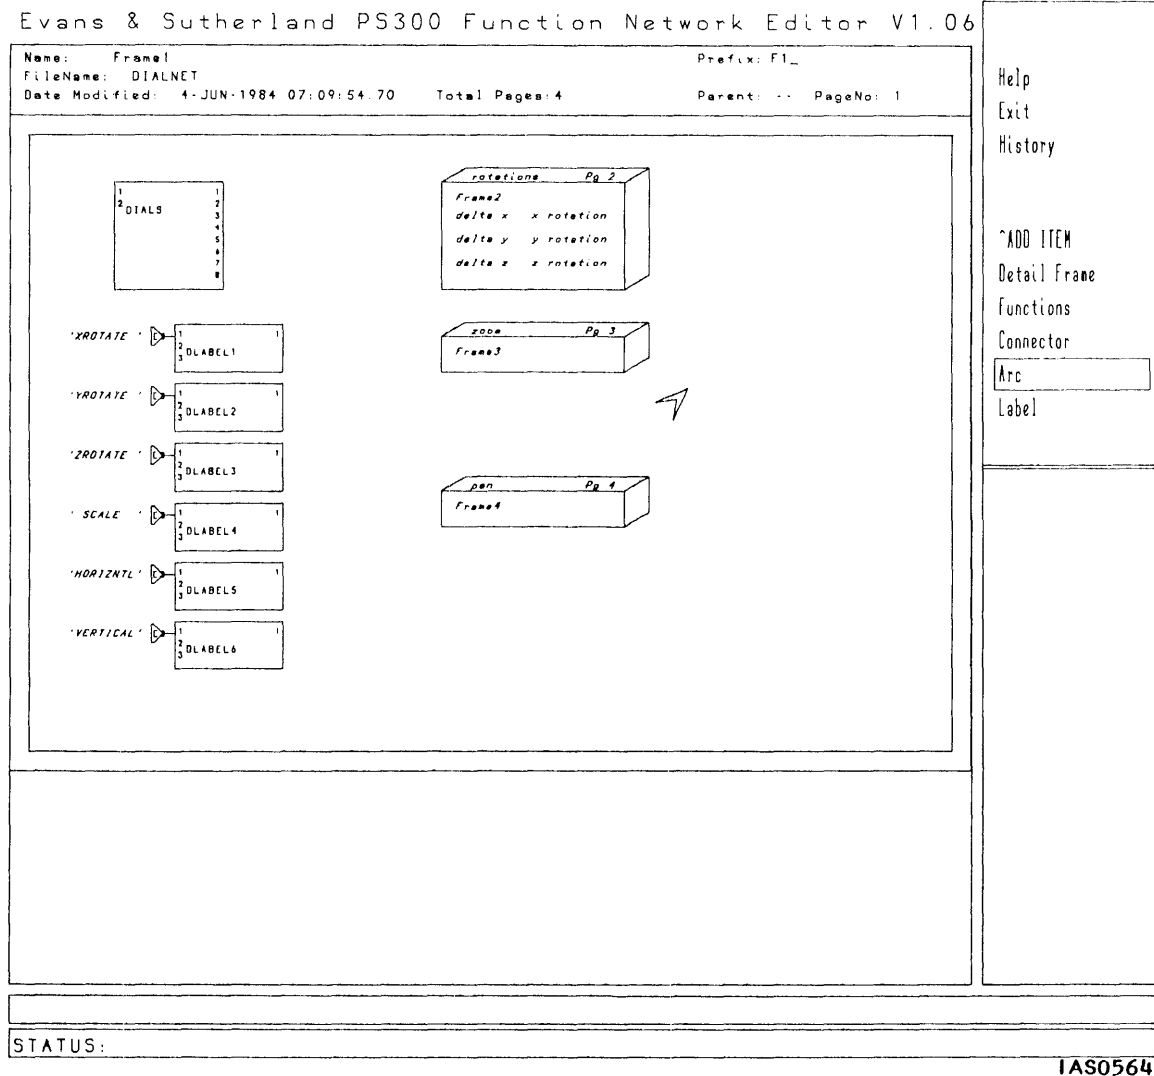 Evans & Sutherland PS300 Function Network Editor V1.06
Name: Frame1 Prefix: F1_
FileName: DIALNET
Date Modified: 4-JUN-1984 07:09:54.70 Total Pages:4 Parent: -- PageNo: 1
1 1
2 DIALS 2
3
4
5
6
7
8
'XROTATE ' C 1 1
2 DLABEL1
3
'YROTATE ' C 1 1
2 DLABEL2
3
'ZROTATE ' C 1 1
2 DLABEL3
3
' SCALE ' C 1 1
2 DLABEL4
3
'HORIZNTL' C 1 1
2 DLABEL5
3
'VERTICAL' C 1 1
2 DLABEL6
3
rotations Pg 2
Frame2
delta x x rotation
delta y y rotation
delta z z rotation
zoom Pg 3
Frame3
pan Pg 4
Frame4
Help
Exit
History
^ADD ITEM
Detail Frame
Functions
Connector
Arc
Label
STATUS:
IAS0564